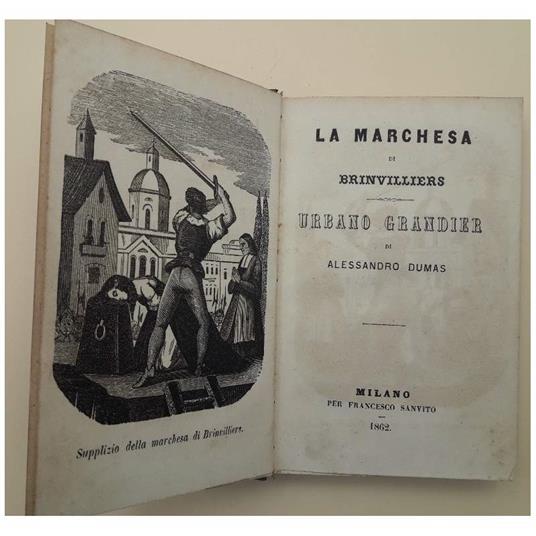 Supplizio della marchesa di Brinvilliers.
LA MARCHESA
DI
BRINVILLIERS
URBANO GRANDIER
DI
ALESSANDRO DUMAS
MILANO
PER FRANCESCO SANVITO
1862.